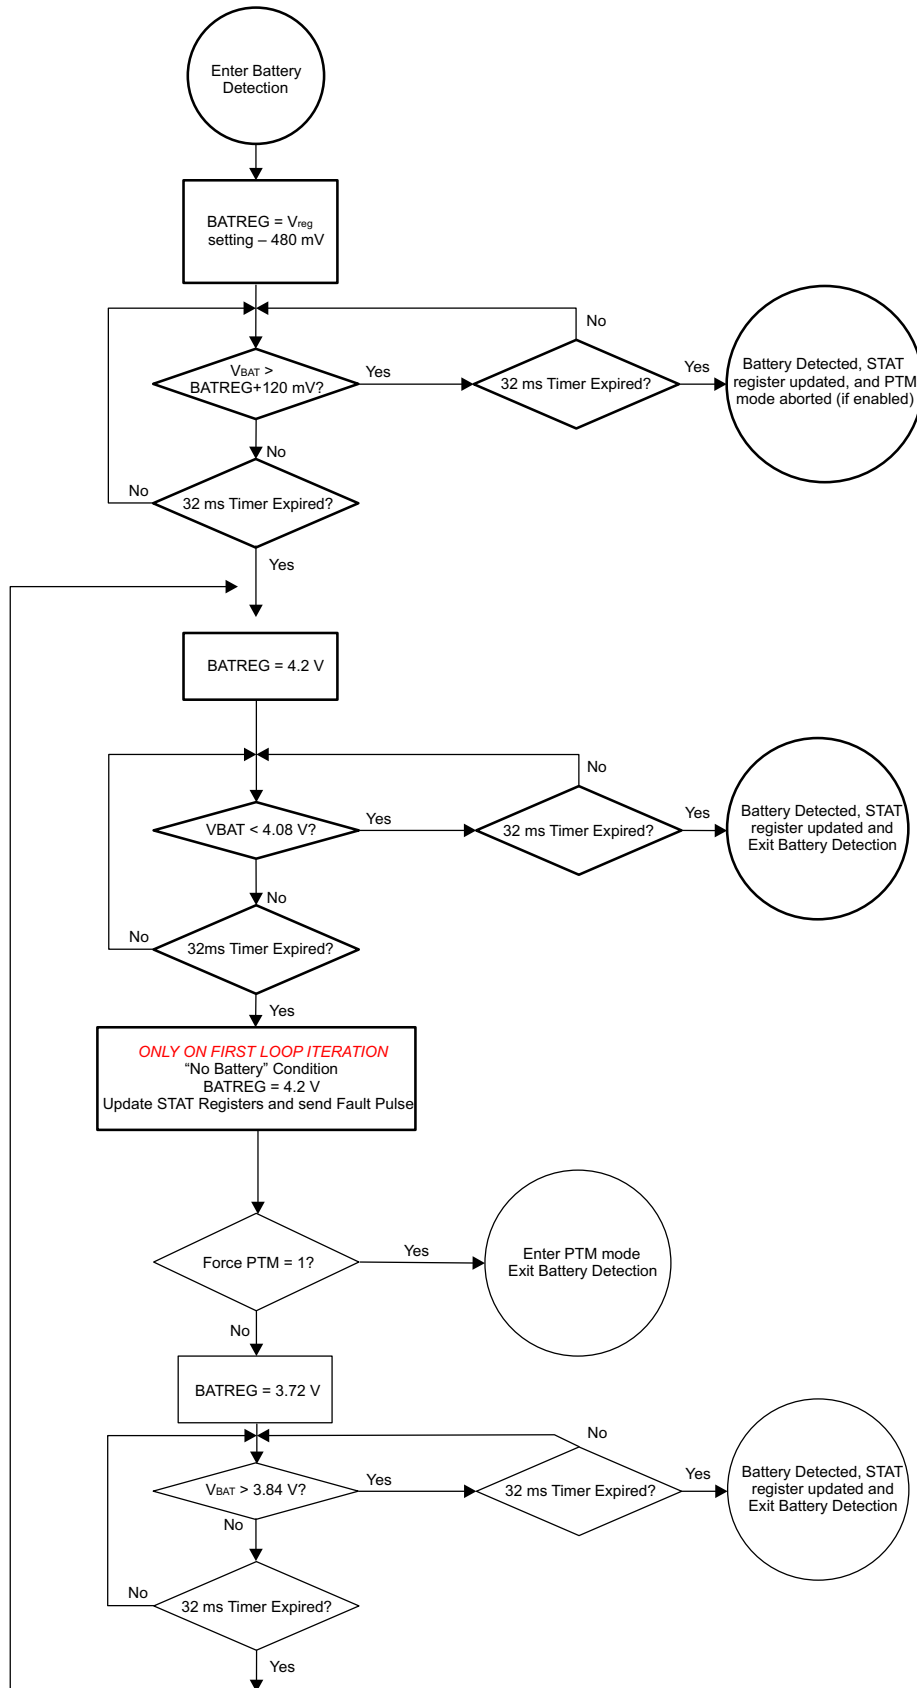 Enter Battery
Detection
BATREG = Vreg
setting – 480 mV
No
VBAT >
BATREG+120 mV?
Yes
32 ms Timer Expired?
Yes
Battery Detected, STAT
register updated, and PTM
mode aborted (if enabled)
No
No
32 ms Timer Expired?
Yes
BATREG = 4.2 V
No
VBAT < 4.08 V?
Yes
32 ms Timer Expired?
Yes
Battery Detected, STAT
register updated and
Exit Battery Detection
No
No
32ms Timer Expired?
Yes
ONLY ON FIRST LOOP ITERATION
“No Battery” Condition
BATREG = 4.2 V
Update STAT Registers and send Fault Pulse
Force PTM = 1?
Yes
Enter PTM mode
Exit Battery Detection
No
BATREG = 3.72 V
No
VBAT > 3.84 V?
Yes
32 ms Timer Expired?
Yes
Battery Detected, STAT
register updated and
Exit Battery Detection
No
No
32 ms Timer Expired?
Yes